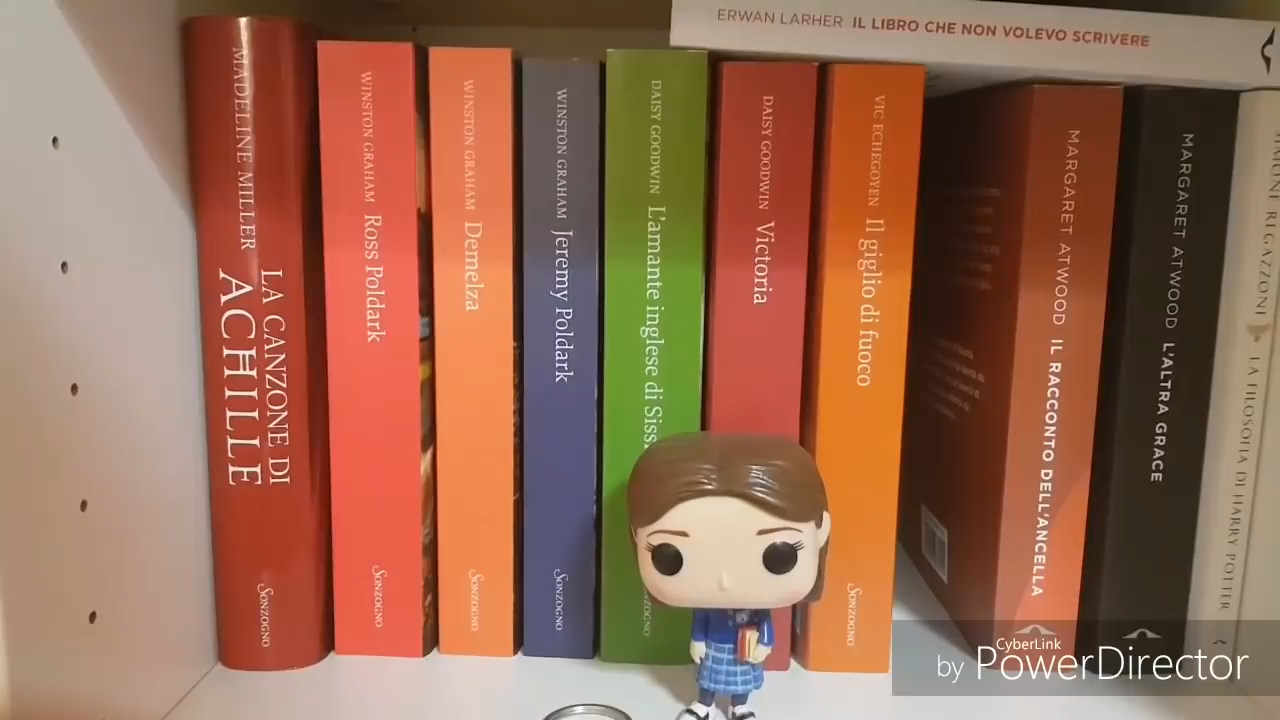 ERWAN LARHER IL LIBRO CHE NON VOLEVO SCRIVERE
MADELINE MILLER
LA CANZONE DI
ACHILLE
SONZOGNO
WINSTON GRAHAM Ross Poldark
SONZOGNO
WINSTON GRAHAM Demelza
SONZOGNO
WINSTON GRAHAM Jeremy Poldark
SONZOGNO
DAISY GOODWIN L'amante inglese di Sissi
DAISY GOODWIN Victoria
VIC ECHEGOYEN Il giglio di fuoco
SONZOGNO
MARGARET ATWOOD IL RACCONTO DELL'ANCELLA
MARGARET ATWOOD L'ALTRA GRACE
REGAZZONI LA FILOSOFIA DI HARRY POTTER
CyberLink
by PowerDirector